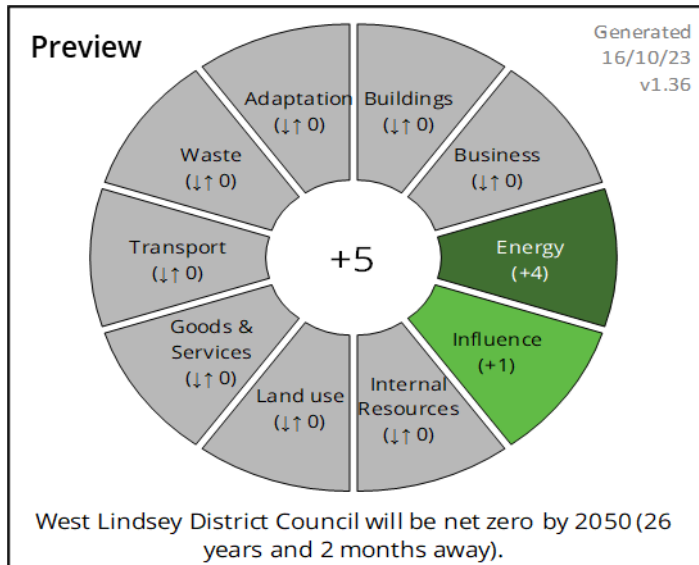 Preview
Generated
16/10/23
v1.36
Adaptation
(↓↑ 0)
Buildings
(↓↑ 0)
Waste
(↓↑ 0)
Business
(↓↑ 0)
Transport
(↓↑ 0)
+5
Energy
(+4)
Goods &
Services
(↓↑ 0)
Influence
(+1)
Land use
(↓↑ 0)
Internal
Resources
(↓↑ 0)
West Lindsey District Council will be net zero by 2050 (26
years and 2 months away).